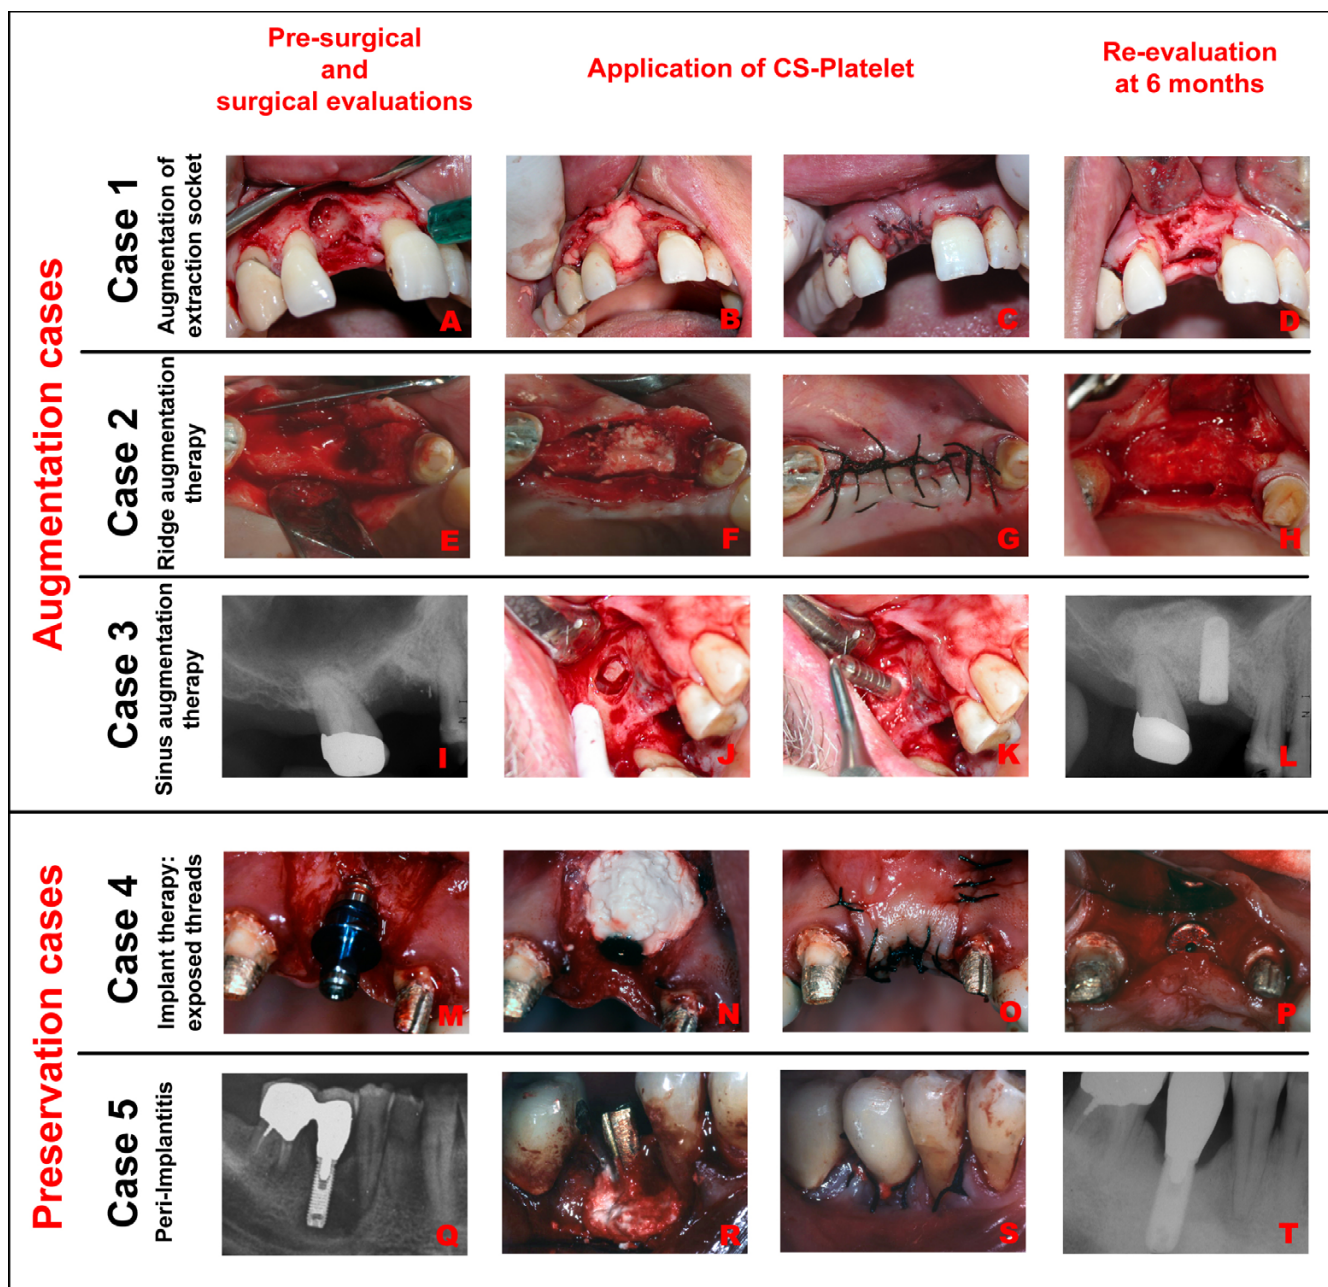 Pre-surgical
and
surgical evaluations
Application of CS-Platelet
Re-evaluation
at 6 months
Augmentation cases
Case 1
Augmentation of
extraction socket
A
B
C
D
Case 2
Ridge augmentation
therapy
E
F
G
H
Case 3
Sinus augmentation
therapy
I
J
K
L
Preservation cases
Case 4
Implant therapy:
exposed threads
M
N
O
P
Case 5
Peri-Implantitis
Q
R
S
T